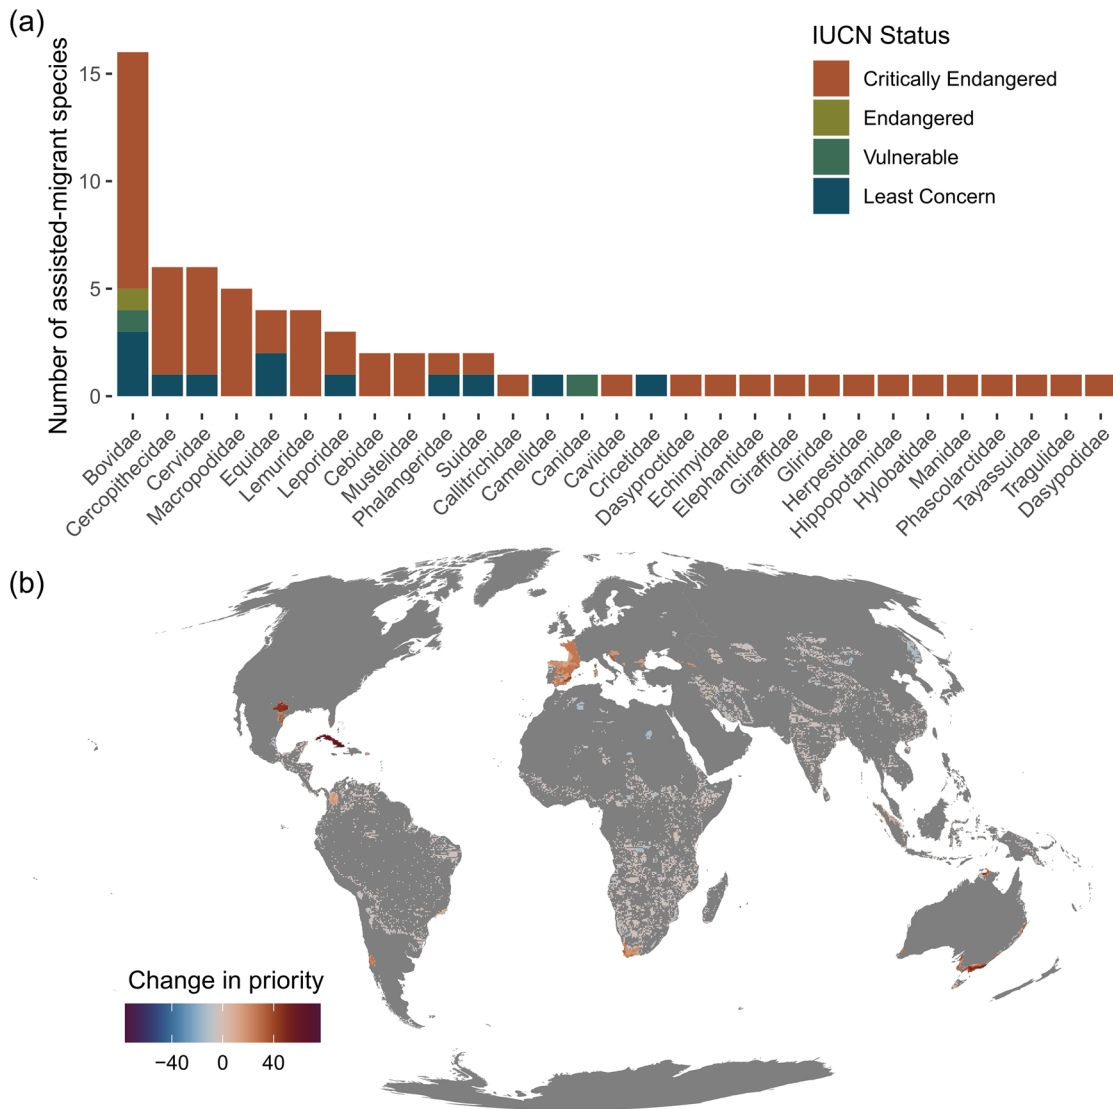 (a)
Number of assisted-migrant species
15
10
5
0
IUCN Status
Critically Endangered
Endangered
Vulnerable
Least Concern
Bovidae
Cercopithecidae
Cervidae
Macropodidae
Equidae
Lemuridae
Leporidae
Cebidae
Mustelidae
Phalangeridae
Suidae
Callitrichidae
Camelidae
Canidae
Caviidae
Cricetidae
Dasyproctidae
Echimyidae
Elephantidae
Giraffidae
Gliridae
Herpestidae
Hippopotamidae
Hylobatidae
Manidae
Phascolarctidae
Tayassuidae
Tragulidae
Dasypodidae
(b)
Change in priority
−40 0 40